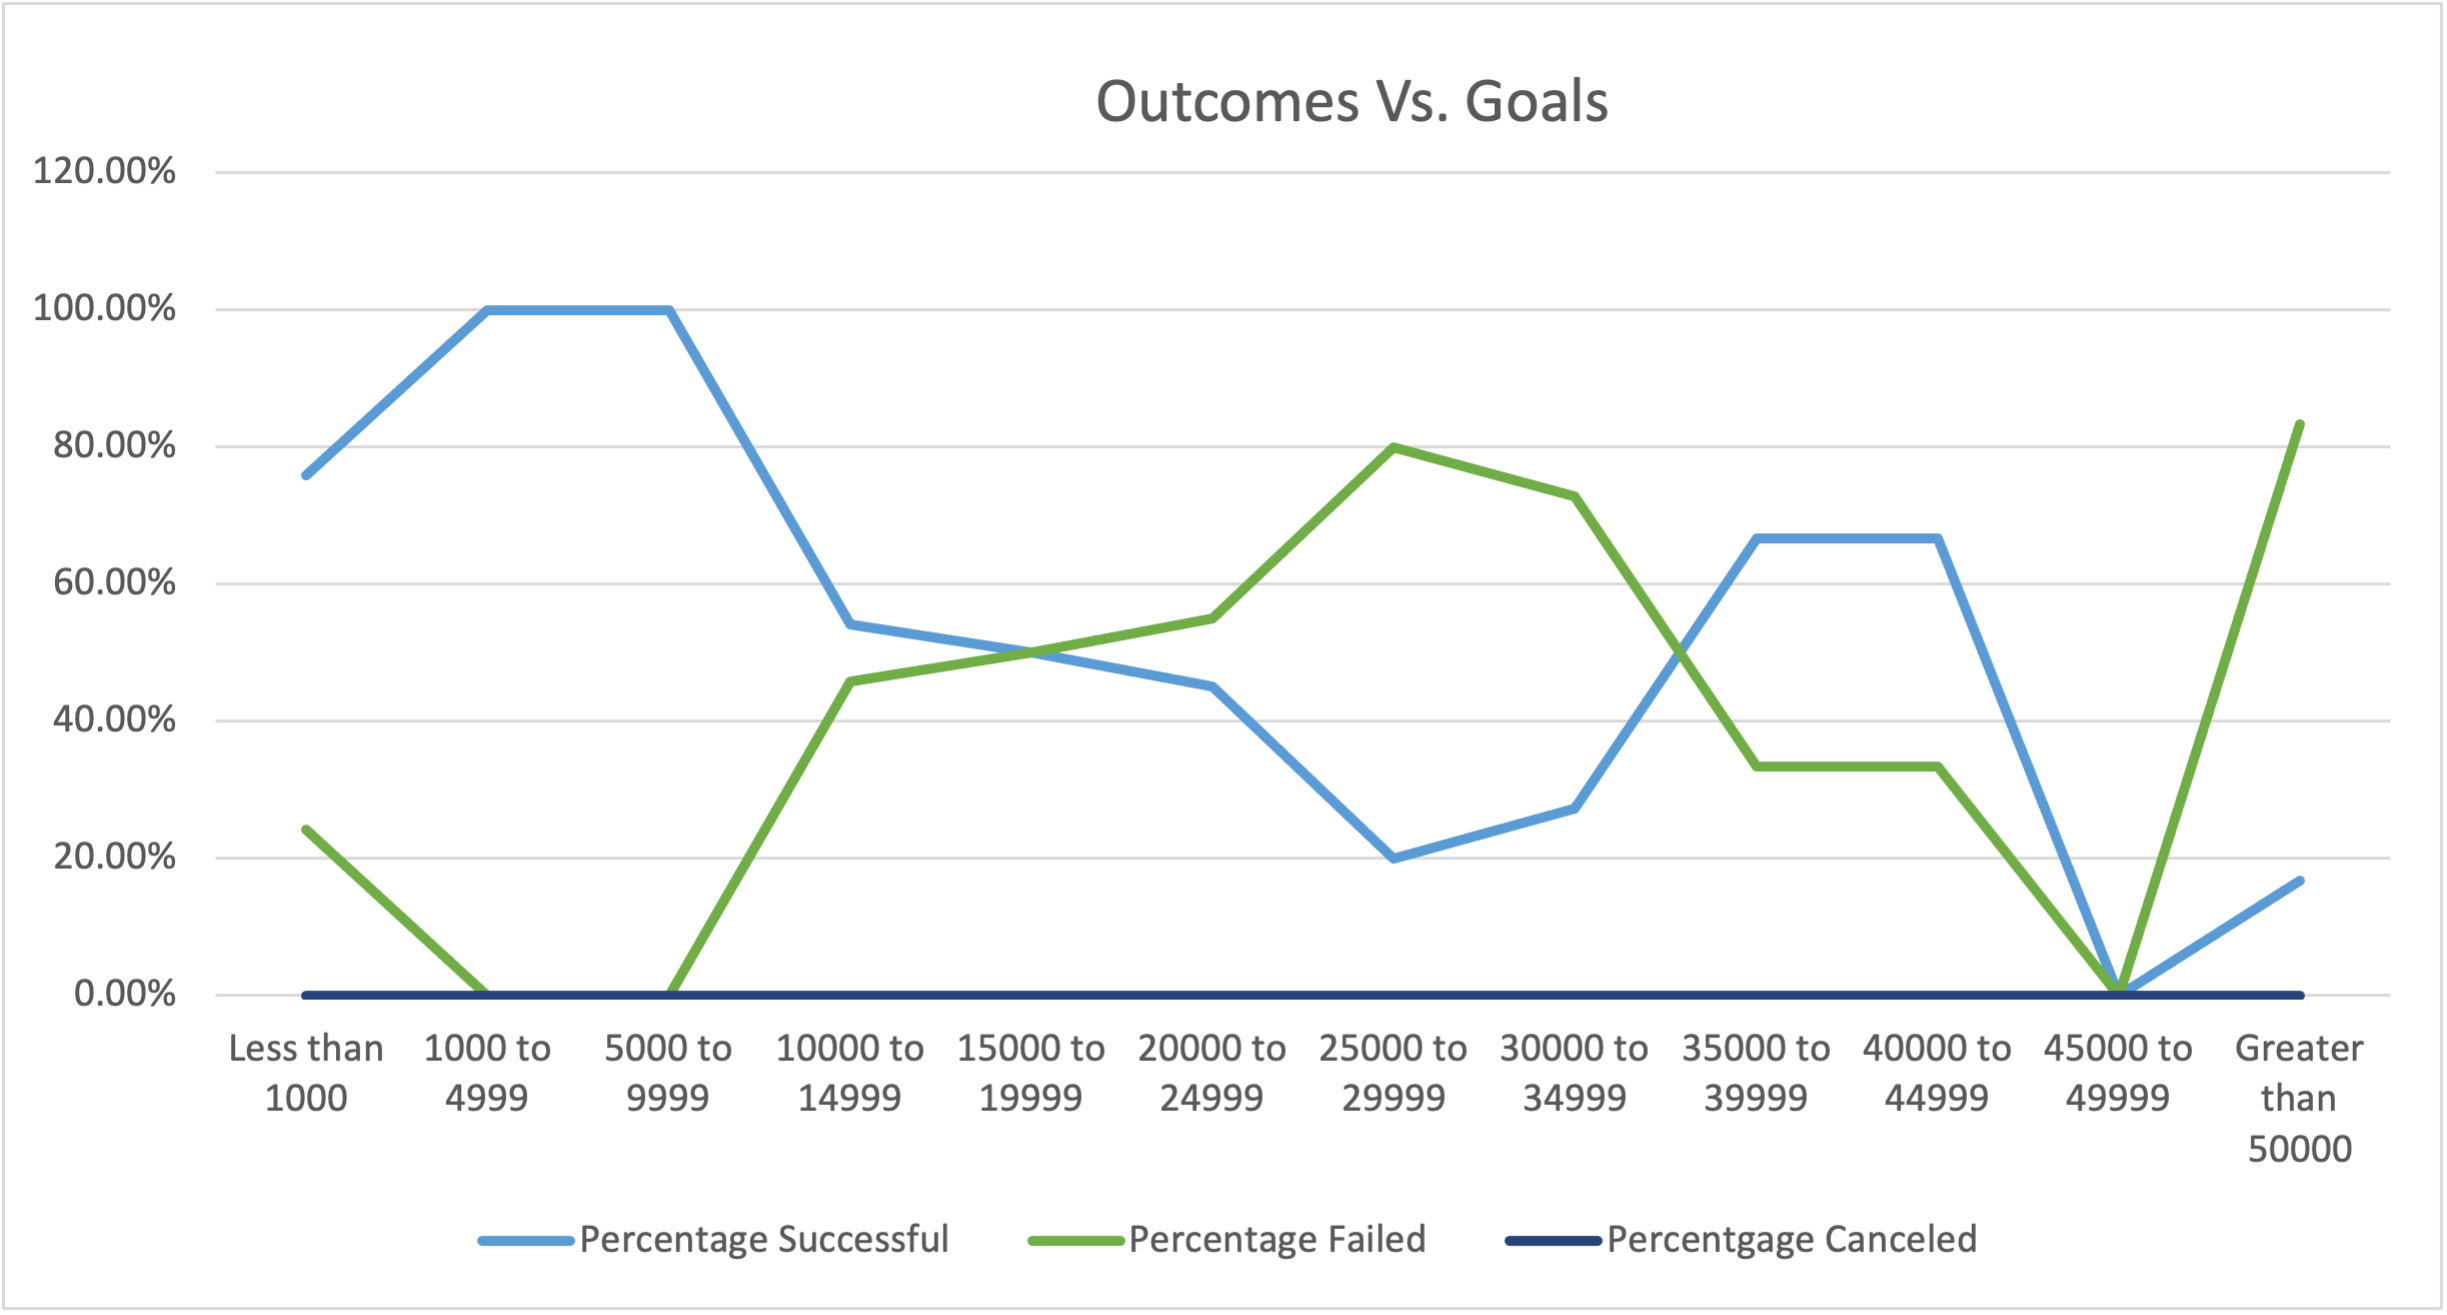 Outcomes Vs. Goals
120.00%
100.00%
80.00%
60.00%
40.00%
20.00%
0.00%
Less than
1000
1000 to
4999
5000 to
9999
10000 to
14999
15000 to
19999
20000 to
24999
25000 to
29999
30000 to
34999
35000 to
39999
40000 to
44999
45000 to
49999
Greater
than
50000
Percentage Successful
Percentage Failed
Percentgage Canceled